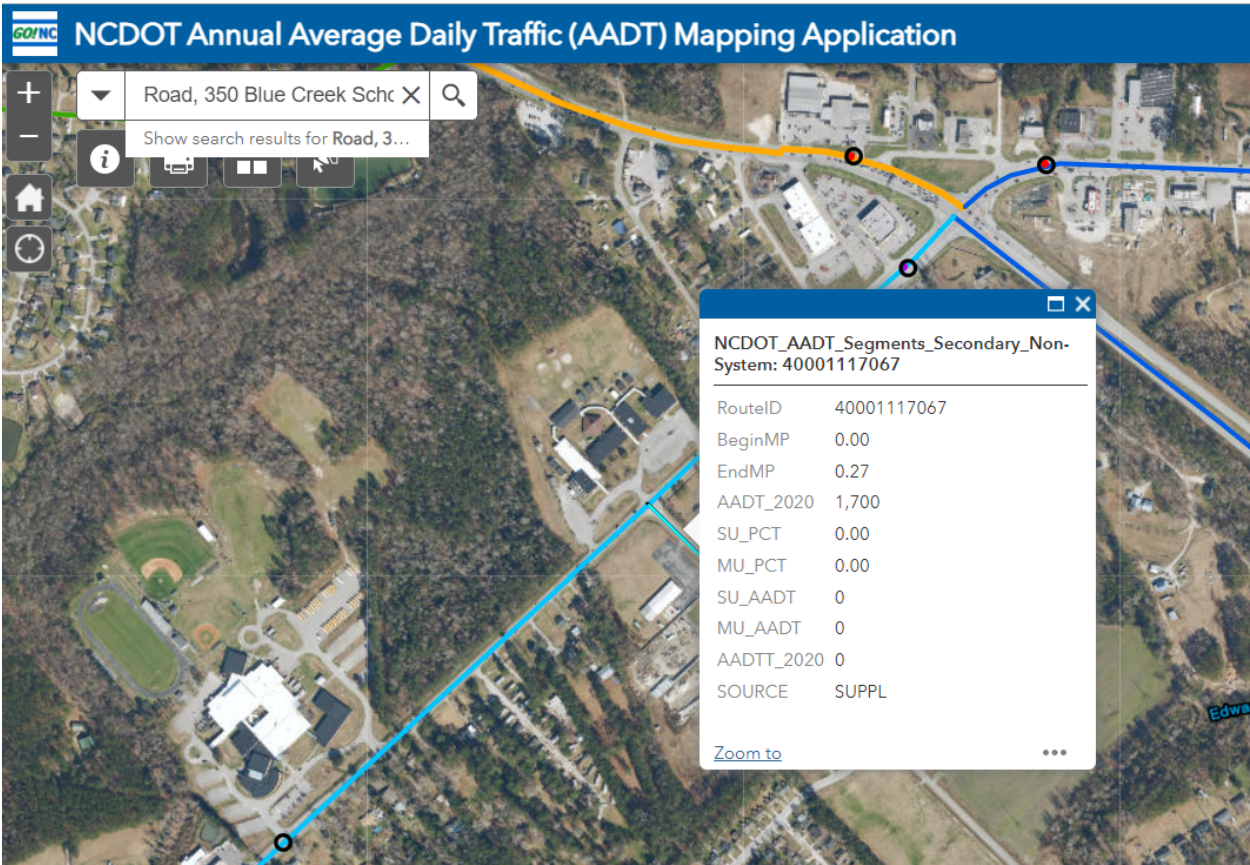 GO!NC NCDOT Annual Average Daily Traffic (AADT) Mapping Application
+
Road, 350 Blue Creek Scho
Show search results for Road, 3...
−
i
NCDOT_AADT_Segments_Secondary_Non-
System: 40001117067
RouteID 40001117067
BeginMP 0.00
EndMP 0.27
AADT_2020 1,700
SU_PCT 0.00
MU_PCT 0.00
SU_AADT 0
MU_AADT 0
AADTT_2020 0
SOURCE SUPPL
Edwa
Zoom to